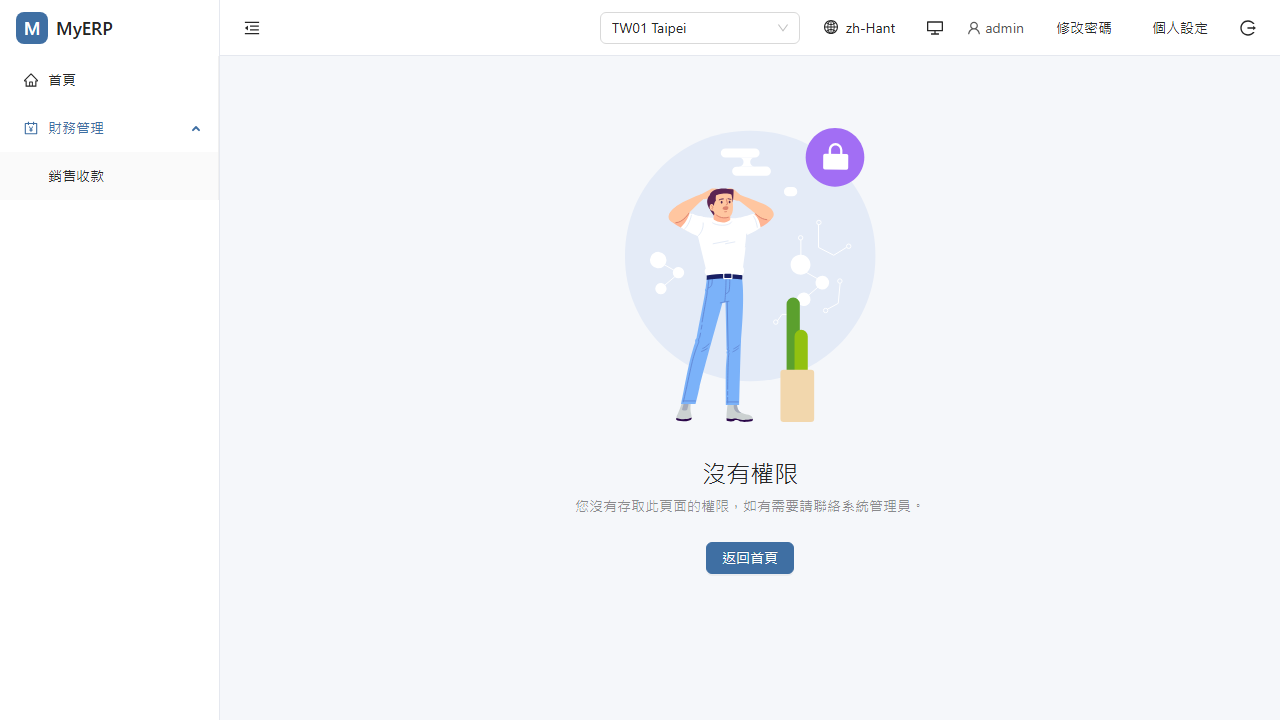 M MyERP
TW01 Taipei
zh-Hant
admin
修改密碼
個人設定
首頁
財務管理
銷售收款
沒有權限
您沒有存取此頁面的權限，如有需要請聯絡系統管理員。
返回首頁